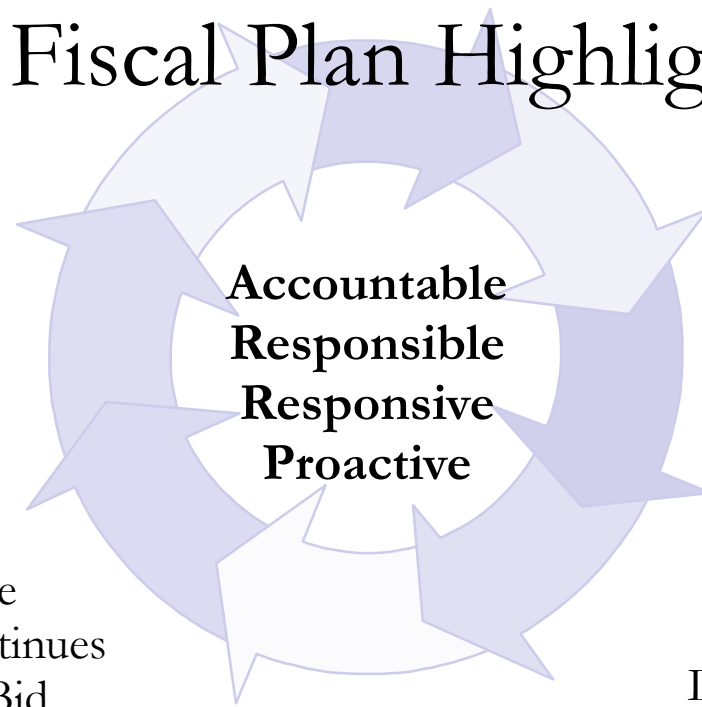 Fiscal Plan Highlig
Accountable
Responsible
Responsive
Proactive
e
tinues
Bid